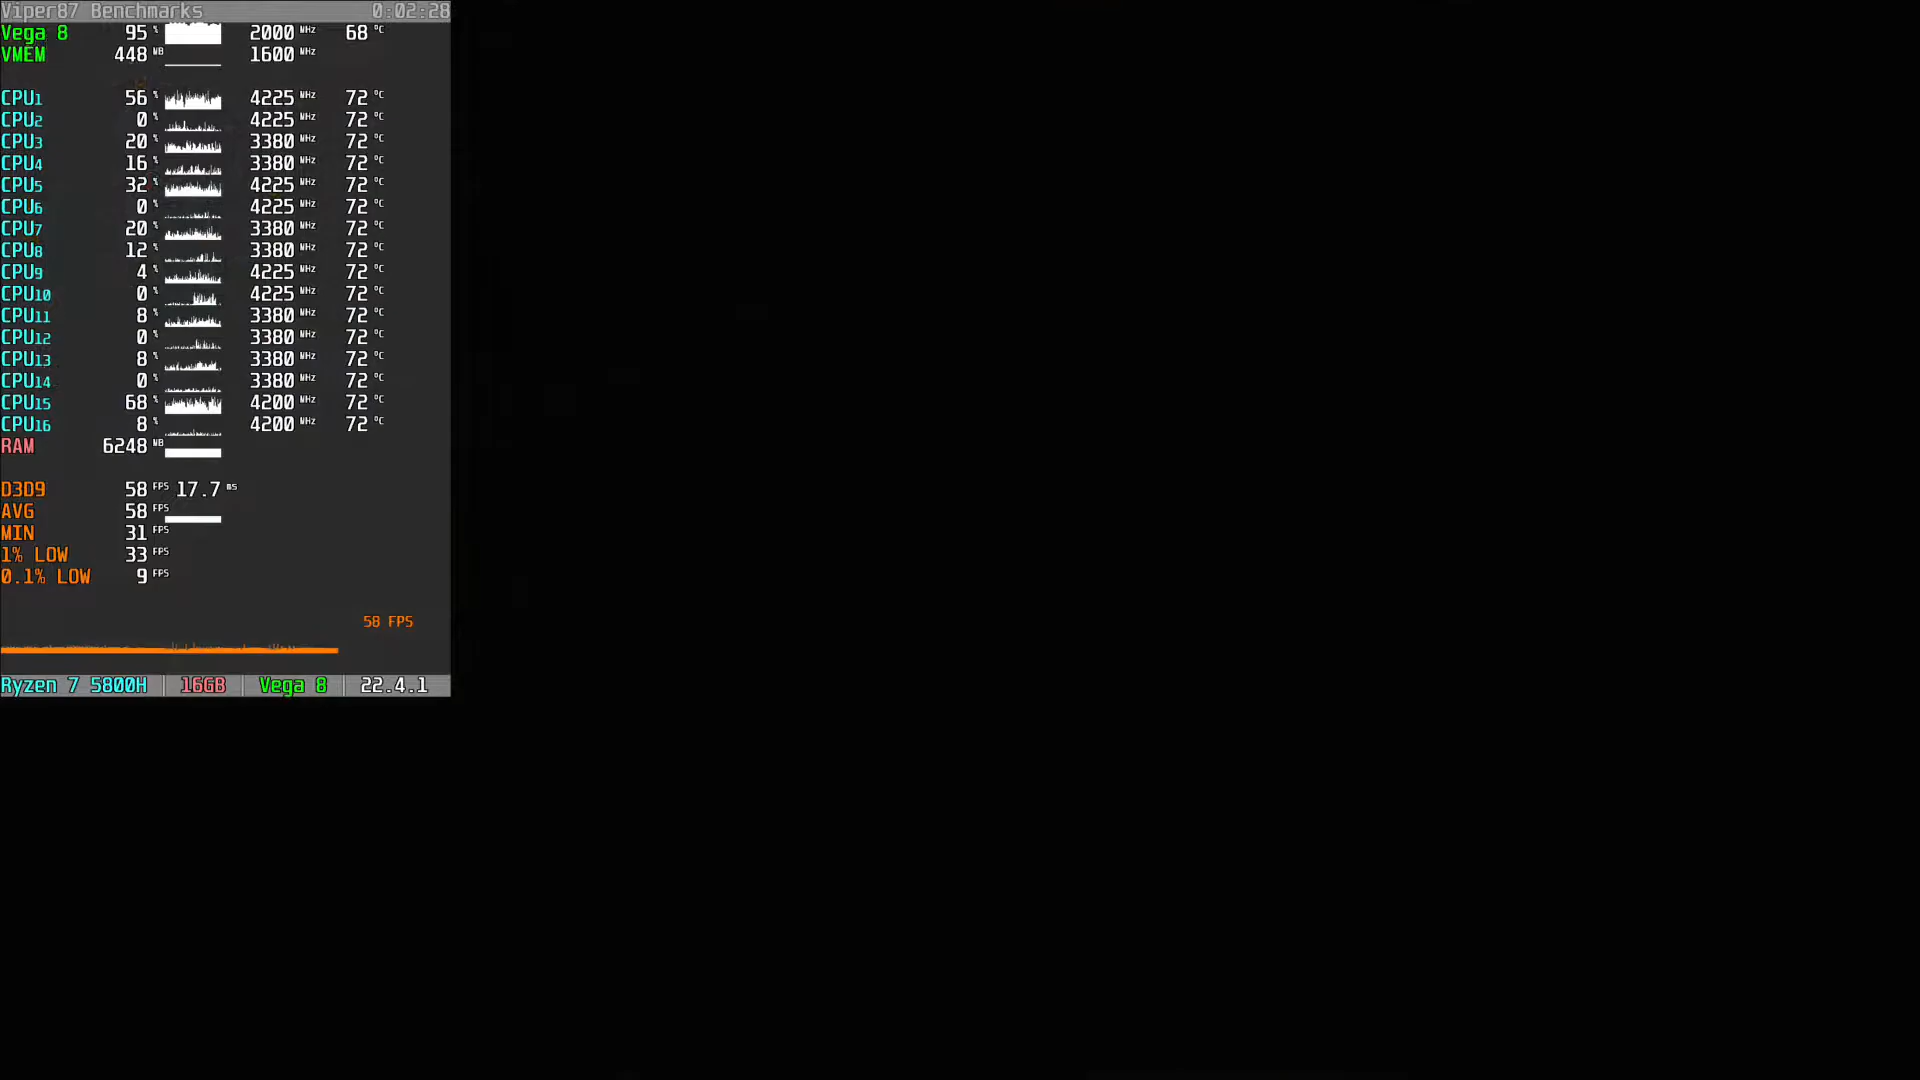 Viper87 Benchmarks 0:02:28
Vega 8 95 % 2000 MHz 68 °C
VMEM 448 MB 1600 MHz
CPU1 56 % 4225 MHz 72 °C
CPU2 0 % 4225 MHz 72 °C
CPU3 20 % 3380 MHz 72 °C
CPU4 16 % 3380 MHz 72 °C
CPU5 32 % 4225 MHz 72 °C
CPU6 0 % 4225 MHz 72 °C
CPU7 20 % 3380 MHz 72 °C
CPU8 12 % 3380 MHz 72 °C
CPU9 4 % 4225 MHz 72 °C
CPU10 0 % 4225 MHz 72 °C
CPU11 8 % 3380 MHz 72 °C
CPU12 0 % 3380 MHz 72 °C
CPU13 8 % 3380 MHz 72 °C
CPU14 0 % 3380 MHz 72 °C
CPU15 68 % 4200 MHz 72 °C
CPU16 8 % 4200 MHz 72 °C
RAM 6248 MB
D3D9 58 FPS 17.7 ms
AVG 58 FPS
MIN 31 FPS
1% LOW 33 FPS
0.1% LOW 9 FPS
58 FPS
Ryzen 7 5800H 16GB Vega 8 22.4.1